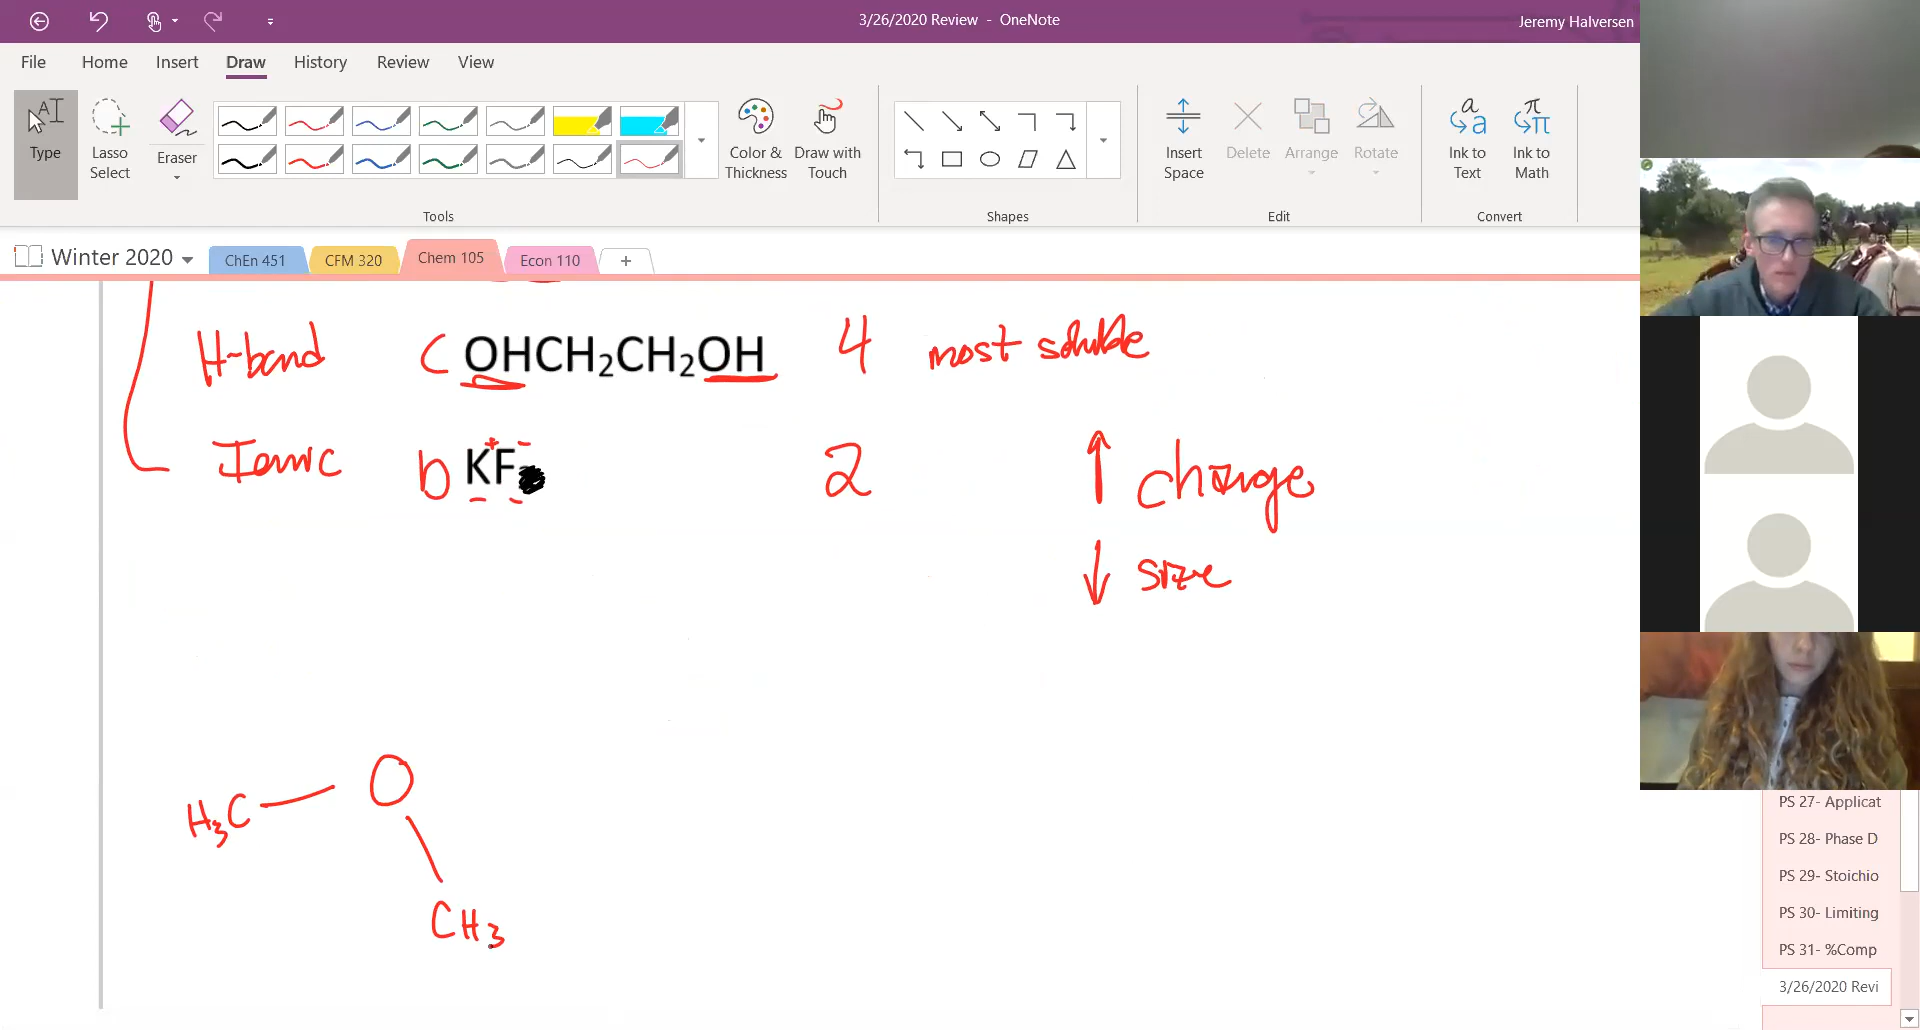 3/26/2020 Review - OneNote
Jeremy Halversen
File Home Insert Draw History Review View
Type
Lasso Select
Eraser
Color & Thickness
Draw with Touch
Insert Space
Delete
Arrange
Rotate
Ink to Text
Ink to Math
Tools
Shapes
Edit
Convert
Winter 2020
ChEn 451
CFM 320
Chem 105
Econ 110
+
H-bond C OHCH₂CH₂OH 4 most soluble
Ionic b K⁺F⁻ 2 ↑ charge
↓ size
H₃C — O
CH₃
PS 27- Applicat
PS 28- Phase D
PS 29- Stoichio
PS 30- Limiting
PS 31- %Comp
3/26/2020 Revi